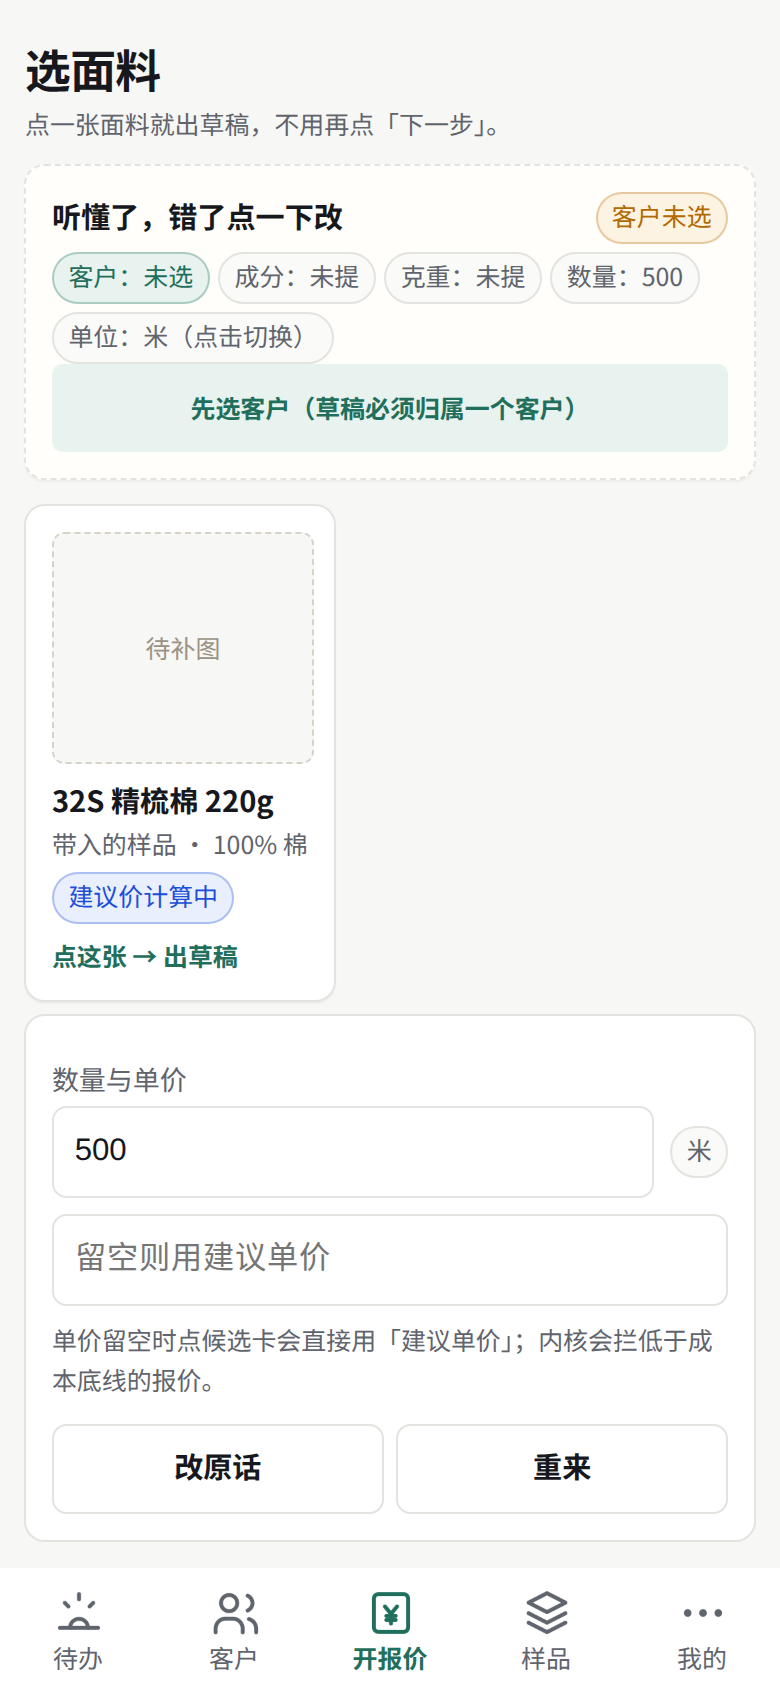 选面料
点一张面料就出草稿，不用再点「下一步」。
听懂了，错了点一下改
客户未选
客户：未选
成分：未提
克重：未提
数量：500
单位：米（点击切换）
先选客户（草稿必须归属一个客户）
待补图
32S 精梳棉 220g
带入的样品 · 100% 棉
建议价计算中
点这张 → 出草稿
数量与单价
500
米
留空则用建议单价
单价留空时点候选卡会直接用「建议单价」；内核会拦低于成
本底线的报价。
改原话
重来
待办
客户
开报价
样品
我的